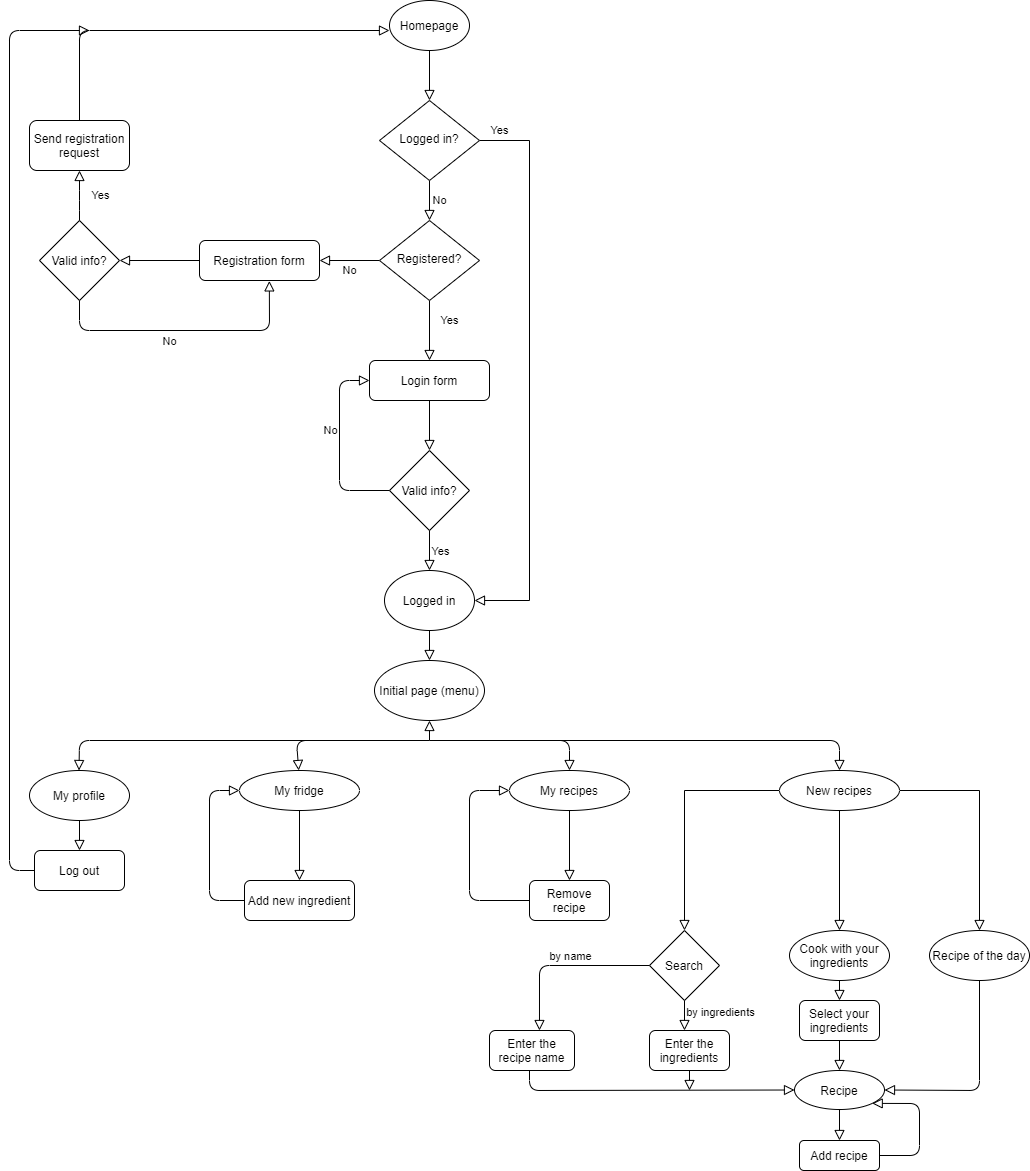 Homepage
Logged in?
Yes
Send registration
request
Yes
No
Valid info?
Registration form
No
Registered?
No
Yes
Login form
No
Valid info?
Yes
Logged in
Initial page (menu)
My profile
My fridge
My recipes
New recipes
Log out
Add new ingredient
Remove
recipe
by name
Search
Cook with your
ingredients
Recipe of the day
by ingredients
Enter the
recipe name
Enter the
ingredients
Select your
ingredients
Recipe
Add recipe